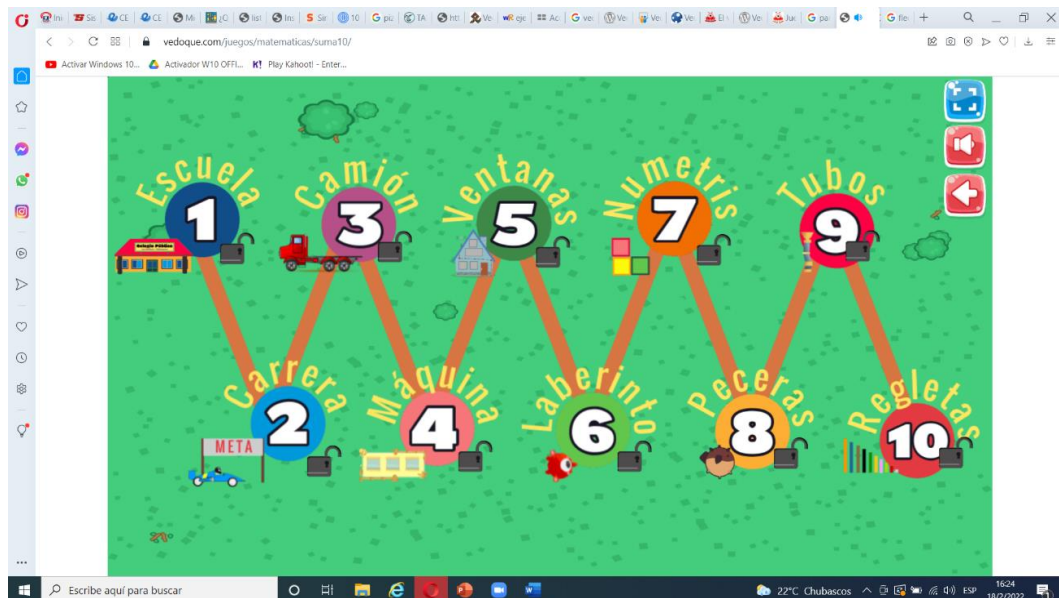 vedoque.com/juegos/matematicas/suma10/
Activar Windows 10... Activador W10 OFFI... K! Play Kahoot! - Enter...
Escuela
1
Colegio Público
Camión
3
Ventanas
5
Numetris
7
Tubos
9
Carrera
2
META
Máquina
4
Laberinto
6
Peceras
8
Regletas
10
Escribe aquí para buscar
22°C Chubascos ESP 16:24
18/2/2022